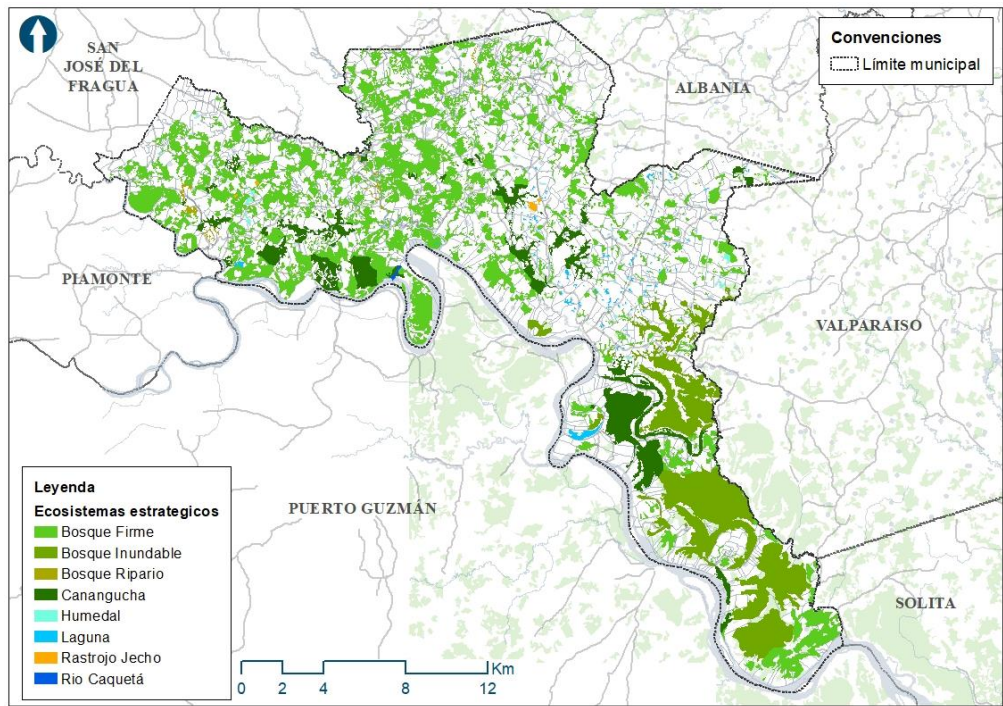 SAN
JOSÉ DEL
FRAGUA
Convenciones
Límite municipal
ALBANIA
PIAMONTE
VALPARAISO
PUERTO GUZMÁN
SOLITA
Leyenda
Ecosistemas estrategicos
Bosque Firme
Bosque Inundable
Bosque Ripario
Canangucha
Humedal
Laguna
Rastrojo Jecho
Rio Caquetá
Km
0 2 4 8 12